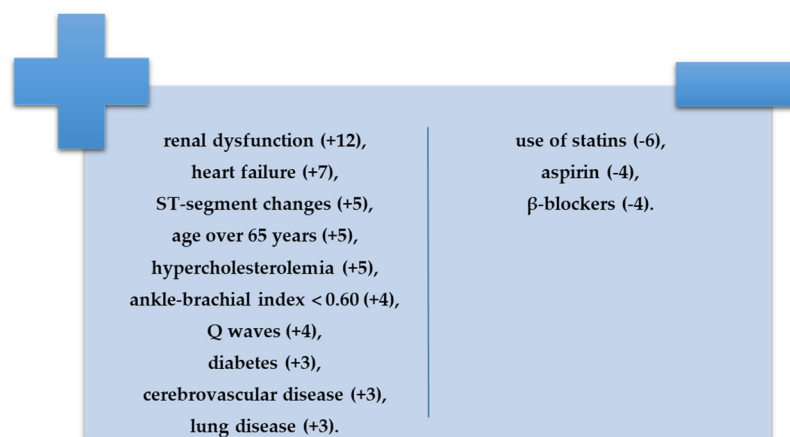 renal dysfunction (+12),
heart failure (+7),
ST-segment changes (+5),
age over 65 years (+5),
hypercholesterolemia (+5),
ankle-brachial index < 0.60 (+4),
Q waves (+4),
diabetes (+3),
cerebrovascular disease (+3),
lung disease (+3).
use of statins (-6),
aspirin (-4),
β-blockers (-4).